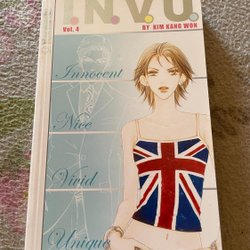 I.N.V.U.
Vol. 4
BY KIM KANG WON
Innocent
Nice
Vivid
Unique